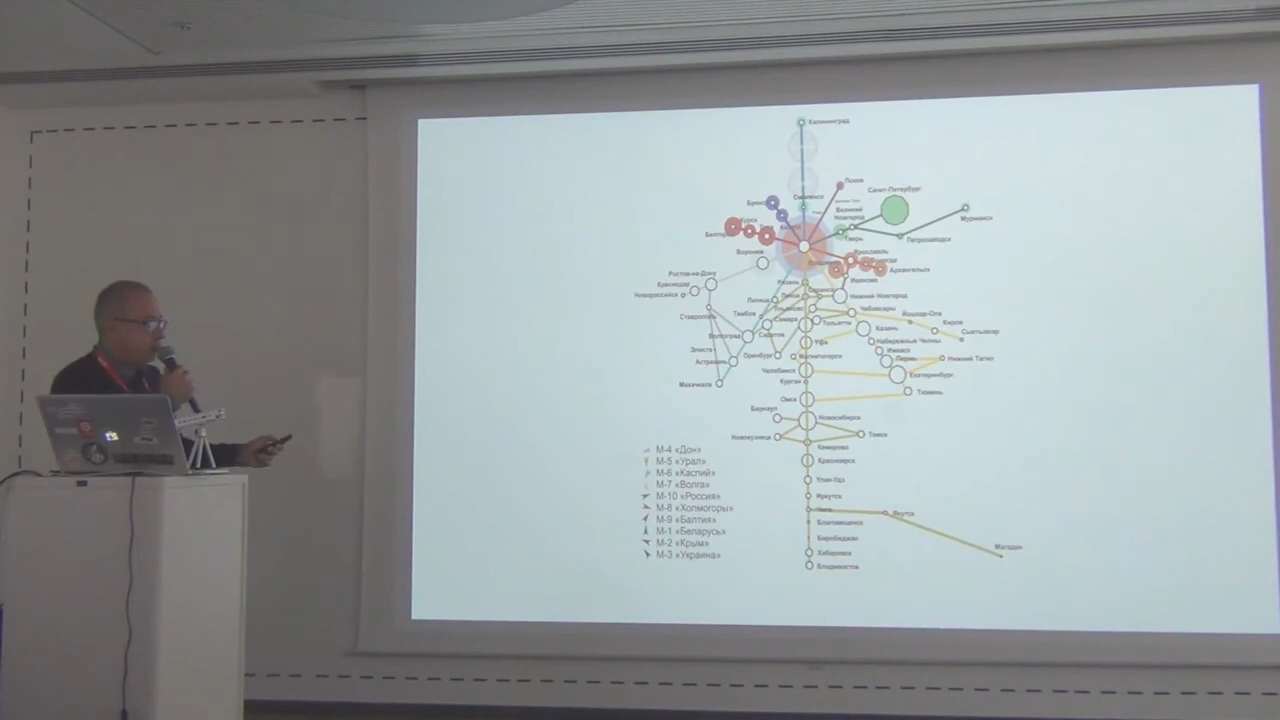 Калининград
Псков
Санкт-Петербург
Смоленск
Брянск
Великий
Новгород
Мурманск
Курск
Белгород
Тверь
Петрозаводск
Воронеж
Ярославль
Вологда
Архангельск
Ростов-на-Дону
Краснодар
Новороссийск
Рязань
Иваново
Пенза
Саранск
Нижний Новгород
Липецк
Ульяновск
Чебоксары
Ставрополь
Тамбов
Самара
Тольятти
Йошкар-Ола
Казань
Киров
Сыктывкар
Волгоград
Саратов
Уфа
Набережные Челны
Элиста
Ижевск
Астрахань
Оренбург
Магнитогорск
Пермь
Нижний Тагил
Челябинск
Екатеринбург
Махачкала
Курган
Тюмень
Омск
Барнаул
Новосибирск
Новокузнецк
Томск
Кемерово
Красноярск
Улан-Удэ
Иркутск
Чита
Якутск
Благовещенск
Биробиджан
Магадан
Хабаровск
Владивосток
М-4 «Дон»
М-5 «Урал»
М-6 «Каспий»
М-7 «Волга»
М-10 «Россия»
М-8 «Холмогоры»
М-9 «Балтия»
М-1 «Беларусь»
М-2 «Крым»
М-3 «Украина»